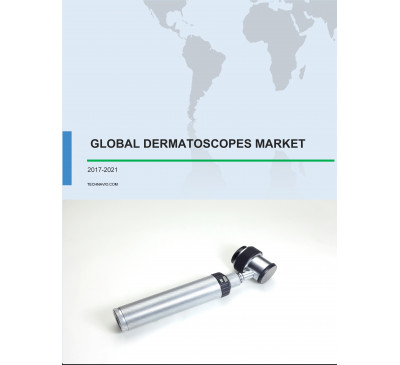 GLOBAL DERMATOSCOPES MARKET
2017-2021
TECHNAVIO.COM